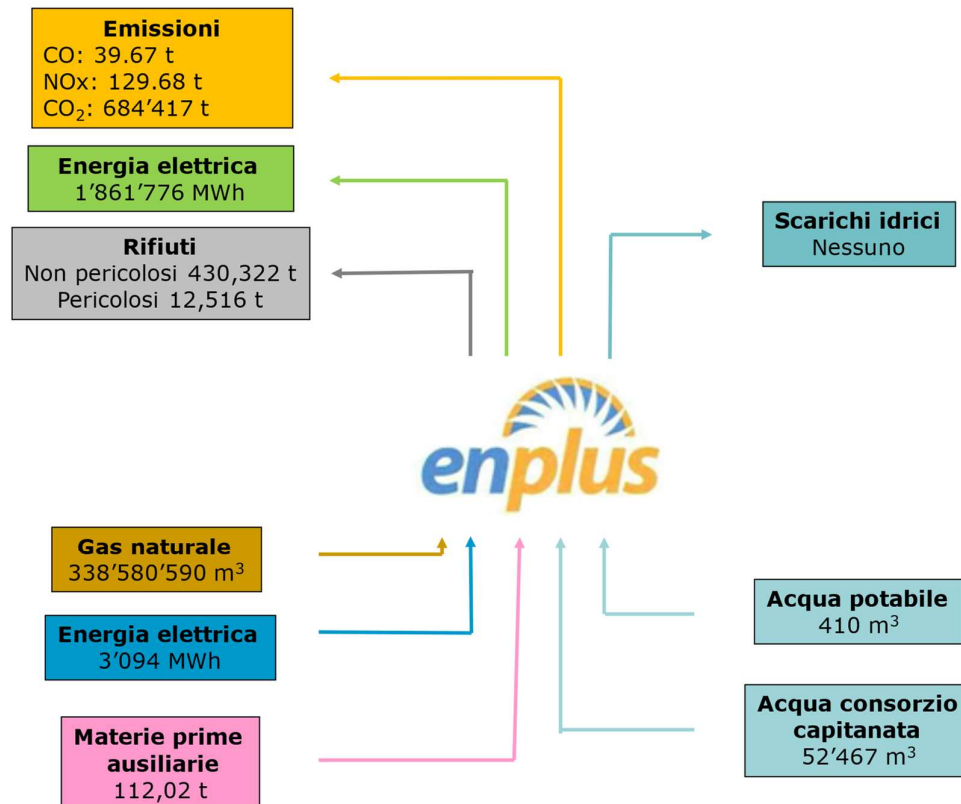 Emissioni
CO: 39.67 t
NOx: 129.68 t
CO₂: 684’417 t
Energia elettrica
1’861’776 MWh
Rifiuti
Non pericolosi 430,322 t
Pericolosi 12,516 t
Scarichi idrici
Nessuno
enplus
Gas naturale
338’580’590 m³
Energia elettrica
3’094 MWh
Materie prime
ausiliarie
112,02 t
Acqua potabile
410 m³
Acqua consorzio
capitanata
52’467 m³